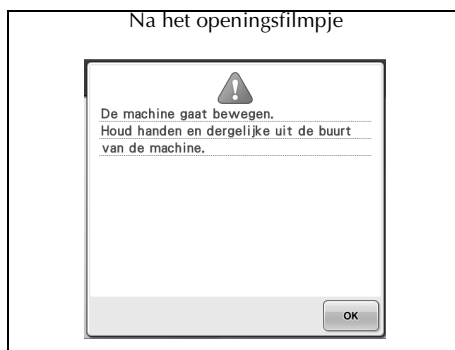 Na het openingsfilmpje
De machine gaat bewegen.
Houd handen en dergelijke uit de buurt
van de machine.
OK